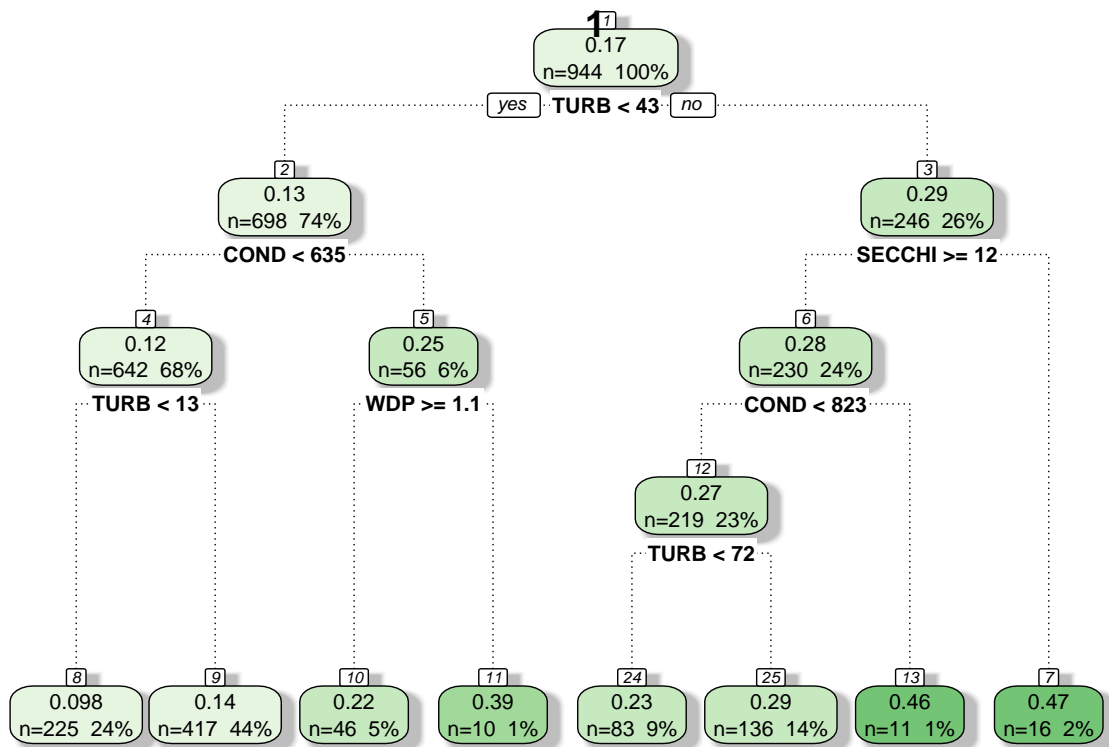 1
1
0.17
n=944 100%
yes TURB < 43 no
2
0.13
n=698 74%
COND < 635
3
0.29
n=246 26%
SECCHI >= 12
4
0.12
n=642 68%
TURB < 13
5
0.25
n=56 6%
WDP >= 1.1
6
0.28
n=230 24%
COND < 823
12
0.27
n=219 23%
TURB < 72
8
0.098
n=225 24%
9
0.14
n=417 44%
10
0.22
n=46 5%
11
0.39
n=10 1%
24
0.23
n=83 9%
25
0.29
n=136 14%
13
0.46
n=11 1%
7
0.47
n=16 2%